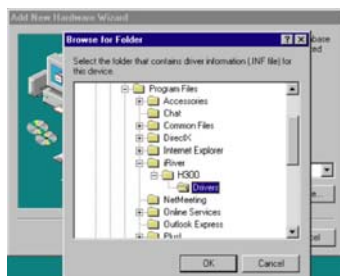 Add New Hardware Wizard
Browse for Folder
Select the folder that contains driver information (.INF file) for
this device.
Program Files
Accessories
Chat
Common Files
DirectX
Internet Explorer
iRiver
H300
Drivers
NetMeeting
Online Services
Outlook Express
Plus!
OK
Cancel